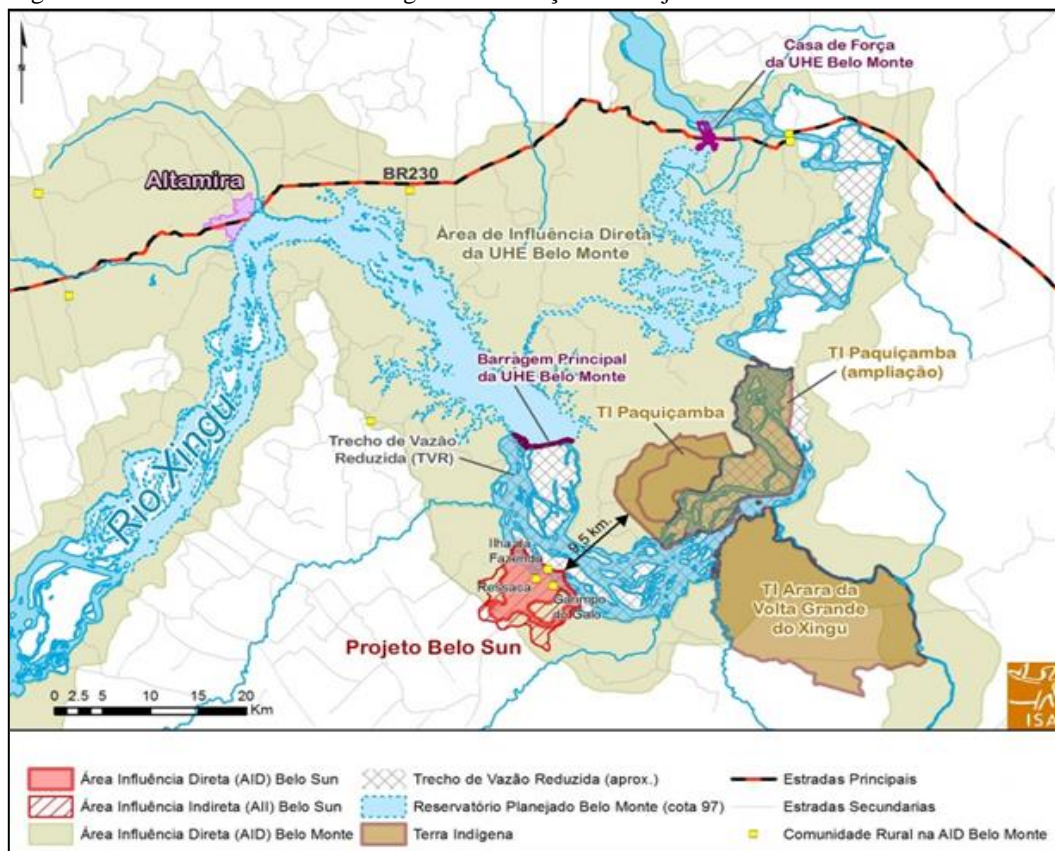 Casa de Força
da UHE Belo Monte
N
BR230
Altamira
Área de Influência Direta
da UHE Belo Monte
TI Paquiçamba
(ampliação)
Barragem Principal
da UHE Belo Monte
TI Paquiçamba
Trecho de Vazão
Reduzida (TVR)
Rio Xingu
9,5 km.
Ilha da
Fazenda
Ressaca
Garimpo
do Galo
TI Arara da
Volta Grande
do Xingu
Projeto Belo Sun
0 2.5 5 10 15 20
Km
ISA
Área Influência Direta (AID) Belo Sun
Trecho de Vazão Reduzida (aprox.)
Estradas Principais
Área Influência Indireta (AII) Belo Sun
Reservatório Planejado Belo Monte (cota 97)
Estradas Secundarias
Área Influência Direta (AID) Belo Monte
Terra Indígena
Comunidade Rural na AID Belo Monte